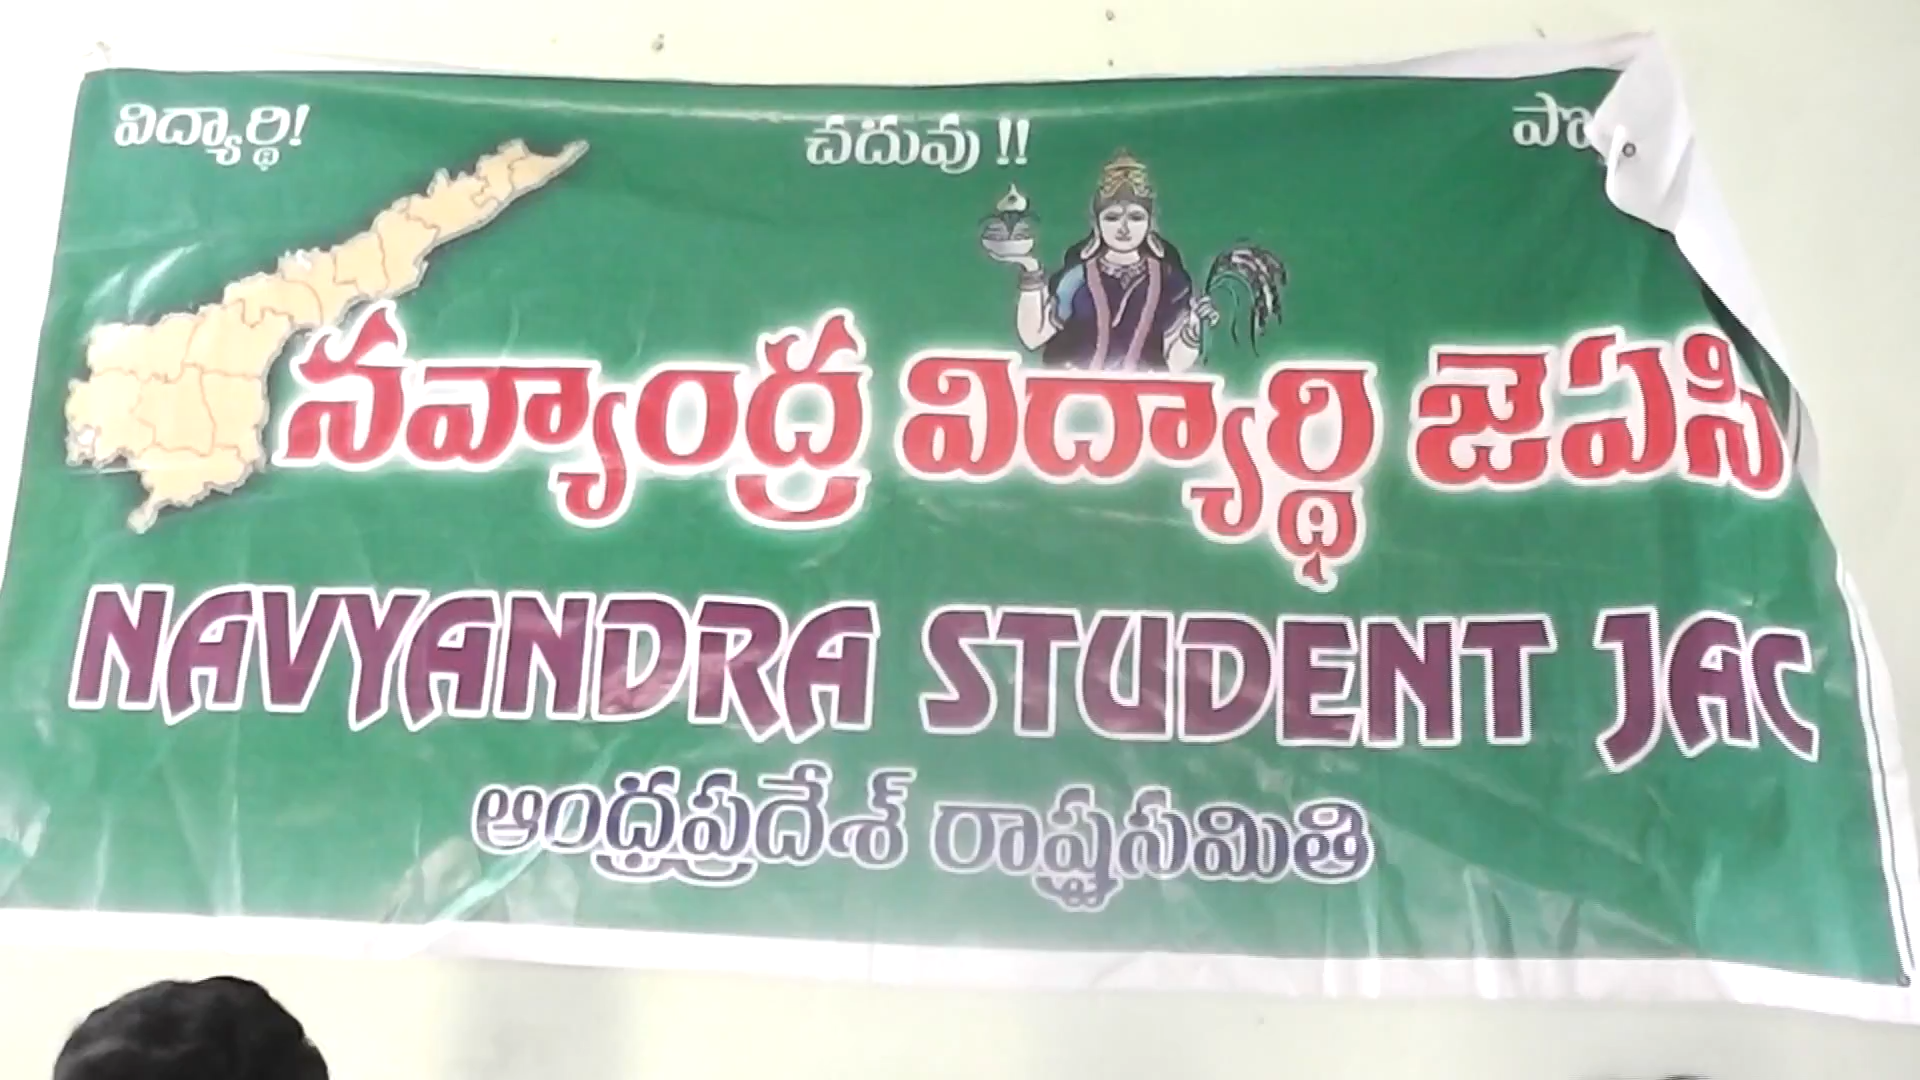 విద్యార్థి! చదువు !!
నవ్యాంధ్ర విద్యార్థి జెఏసి
NAVYANDRA STUDENT JAC
ఆంధ్రప్రదేశ్ రాష్ట్రసమితి